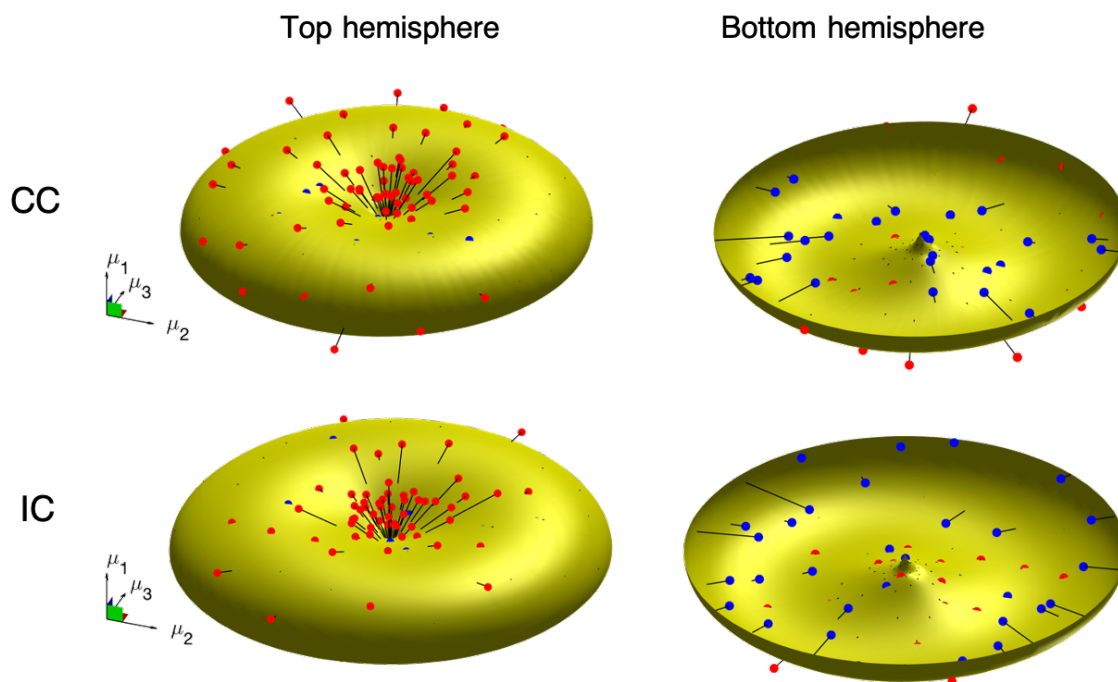 Top hemisphere
Bottom hemisphere
CC
μ1
μ3
μ2
IC
μ1
μ3
μ2